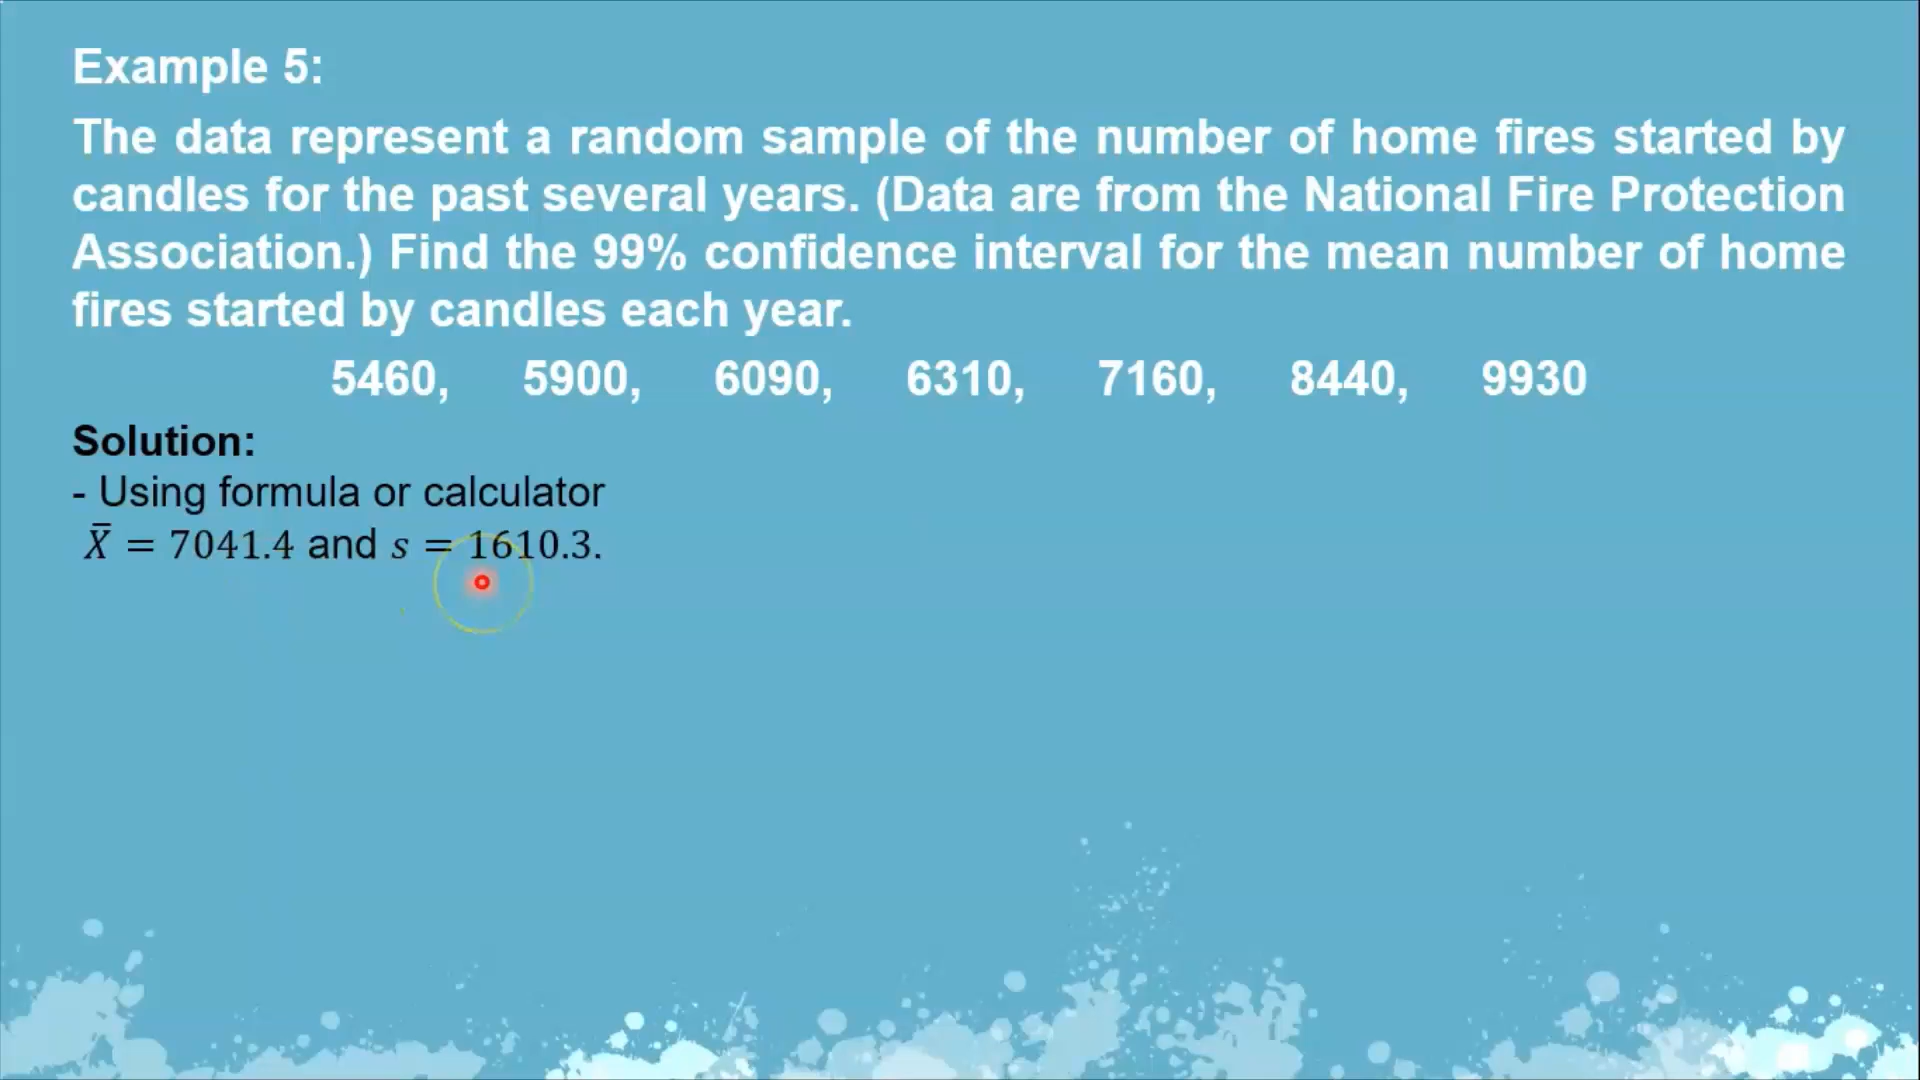 Example 5:
The data represent a random sample of the number of home fires started by
candles for the past several years. (Data are from the National Fire Protection
Association.) Find the 99% confidence interval for the mean number of home
fires started by candles each year.
5460, 5900, 6090, 6310, 7160, 8440, 9930
Solution:
- Using formula or calculator
X̄ = 7041.4 and s = 1610.3.